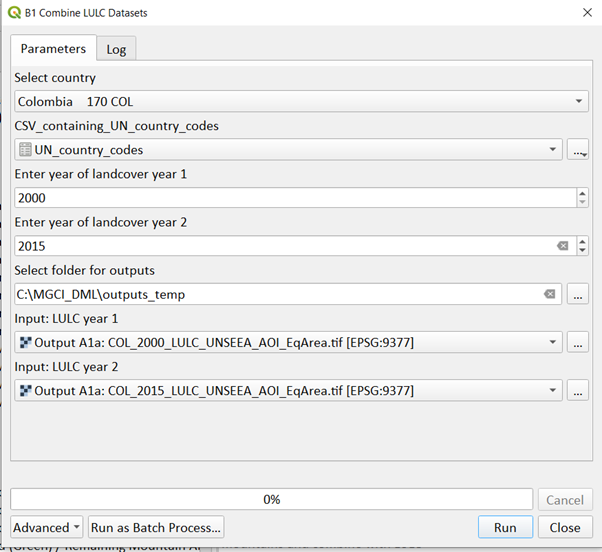 B1 Combine LULC Datasets
Parameters Log
Select country
Colombia 170 COL
CSV_containing_UN_country_codes
UN_country_codes
...
Enter year of landcover year 1
2000
Enter year of landcover year 2
2015
Select folder for outputs
C:\MGCI_DML\outputs_temp
...
Input: LULC year 1
Output A1a: COL_2000_LULC_UNSEEA_AOI_EqArea.tif [EPSG:9377]
...
Input: LULC year 2
Output A1a: COL_2015_LULC_UNSEEA_AOI_EqArea.tif [EPSG:9377]
...
0% Cancel
Advanced Run as Batch Process... Run Close